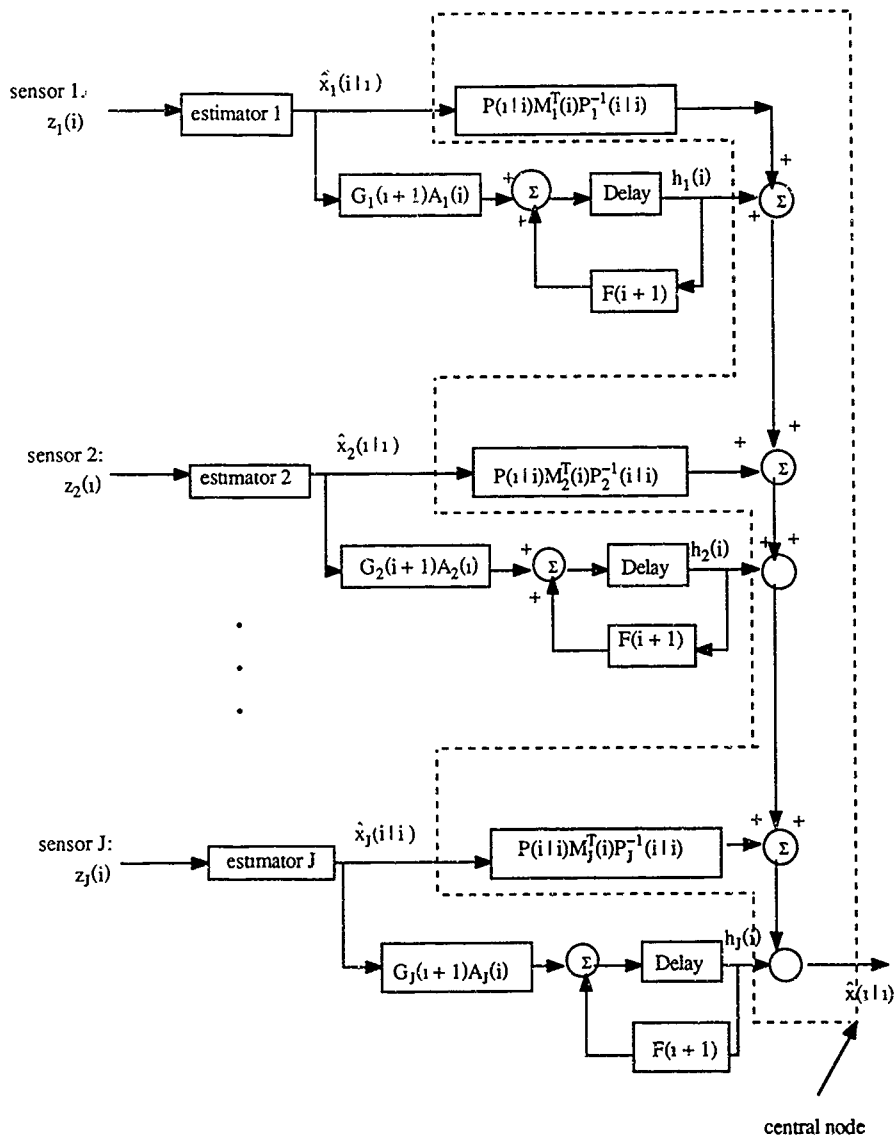 sensor 1:
z₁(i)
estimator 1
x̂₁(i|i)
P(i|i)M₁ᵀ(i)P₁⁻¹(i|i)
G₁(i+1)A₁(i)
+
+
Σ
Delay
h₁(i)
F(i + 1)
+
+
Σ
sensor 2:
z₂(i)
estimator 2
x̂₂(i|i)
P(i|i)M₂ᵀ(i)P₂⁻¹(i|i)
+
+
Σ
G₂(i+1)A₂(i)
+
+
Σ
Delay
h₂(i)
F(i + 1)
+
+
sensor J:
z_J(i)
estimator J
x̂_J(i|i)
P(i|i)M_Jᵀ(i)P_J⁻¹(i|i)
+
+
Σ
G_J(i+1)A_J(i)
Σ
Delay
h_J(i)
F(i + 1)
x̂(i|i)
central node